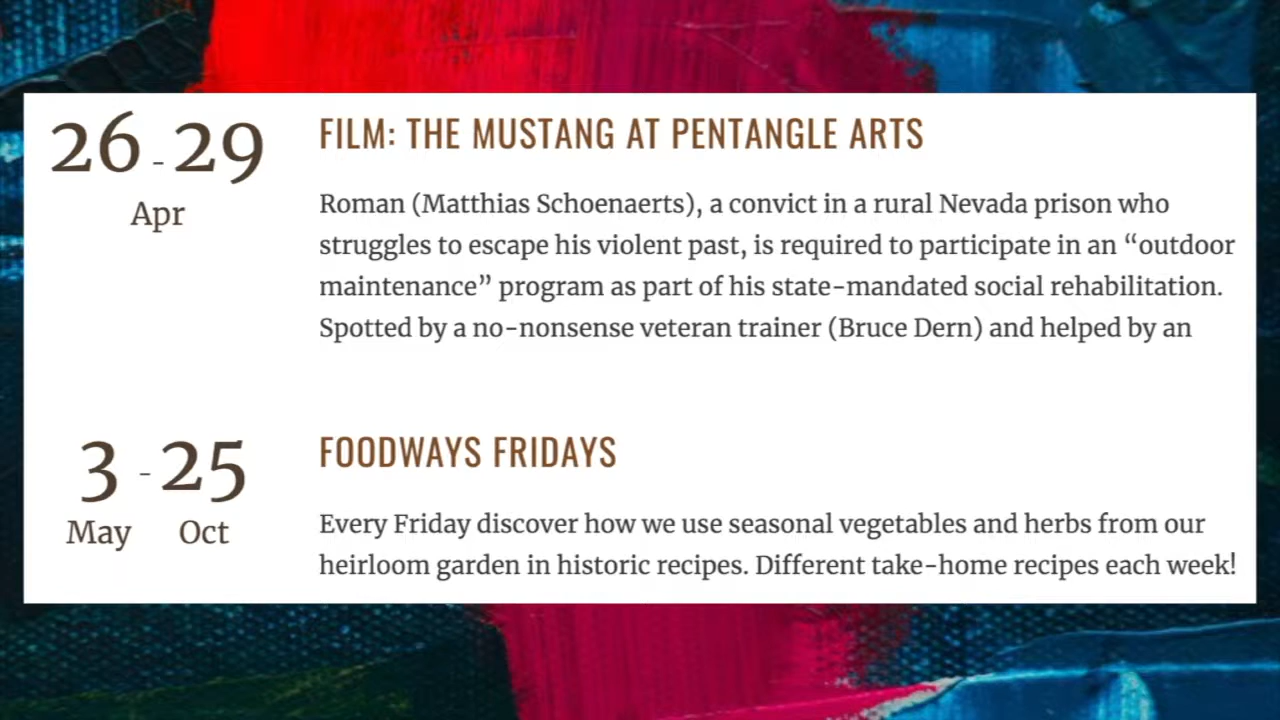 26 - 29
Apr
FILM: THE MUSTANG AT PENTANGLE ARTS
Roman (Matthias Schoenaerts), a convict in a rural Nevada prison who
struggles to escape his violent past, is required to participate in an “outdoor
maintenance” program as part of his state-mandated social rehabilitation.
Spotted by a no-nonsense veteran trainer (Bruce Dern) and helped by an
3 - 25
May Oct
FOODWAYS FRIDAYS
Every Friday discover how we use seasonal vegetables and herbs from our
heirloom garden in historic recipes. Different take-home recipes each week!